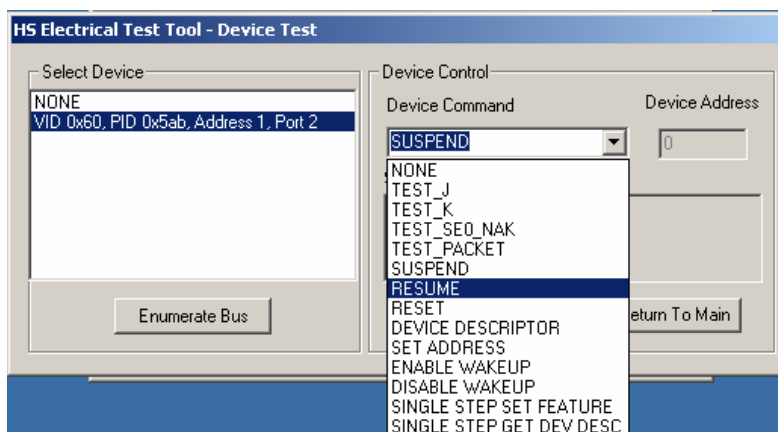 HS Electrical Test Tool - Device Test
Select Device
NONE
VID 0x60, PID 0x5ab, Address 1, Port 2
Enumerate Bus
Device Control
Device Command
Device Address
SUSPEND
0
NONE
TEST_J
TEST_K
TEST_SE0_NAK
TEST_PACKET
SUSPEND
RESUME
RESET
DEVICE DESCRIPTOR
SET ADDRESS
ENABLE WAKEUP
DISABLE WAKEUP
SINGLE STEP SET FEATURE
SINGLE STEP GET DEV DESC
eturn To Main